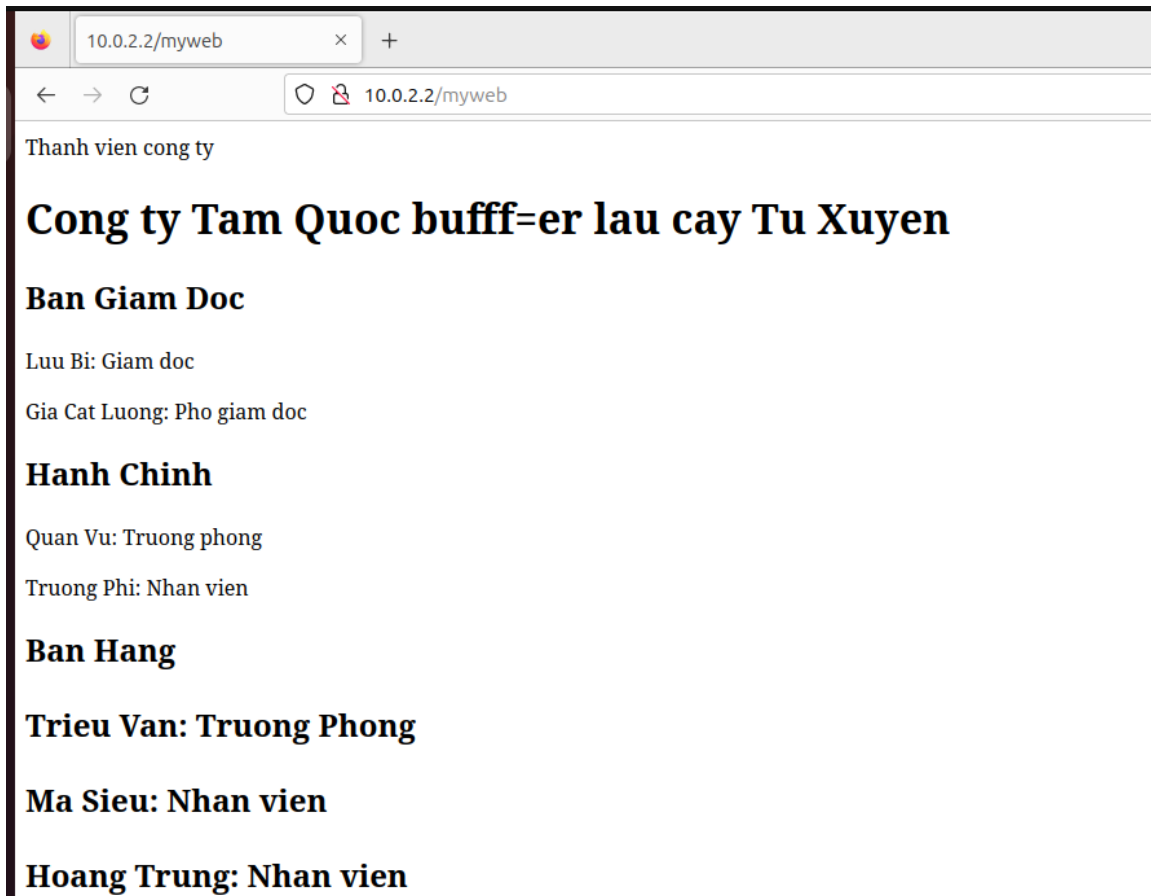 10.0.2.2/myweb
10.0.2.2/myweb
Thanh vien cong ty
Cong ty Tam Quoc bufff=er lau cay Tu Xuyen
Ban Giam Doc
Luu Bi: Giam doc
Gia Cat Luong: Pho giam doc
Hanh Chinh
Quan Vu: Truong phong
Truong Phi: Nhan vien
Ban Hang
Trieu Van: Truong Phong
Ma Sieu: Nhan vien
Hoang Trung: Nhan vien